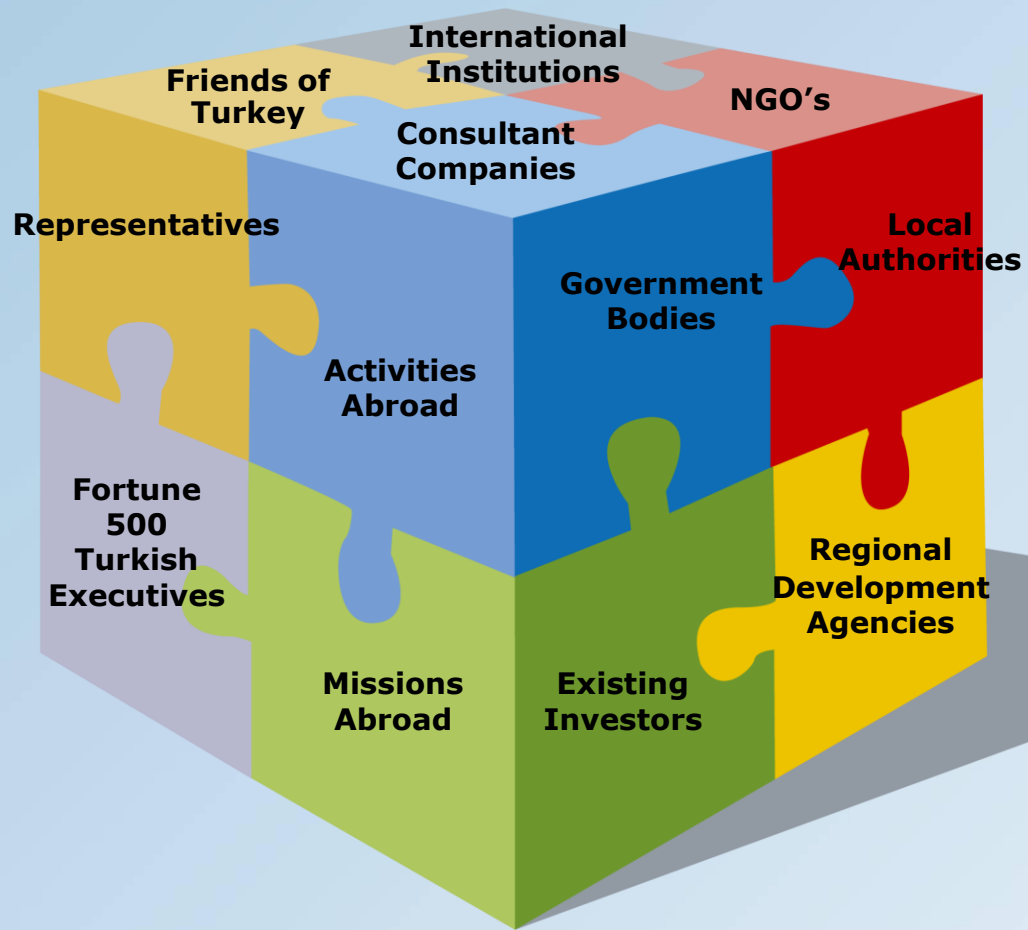 International
Institutions
Friends of
Turkey
NGO's
Consultant
Companies
Representatives
Local
Authorities
Government
Bodies
Activities
Abroad
Fortune
500
Turkish
Executives
Regional
Development
Agencies
Missions
Abroad
Existing
Investors